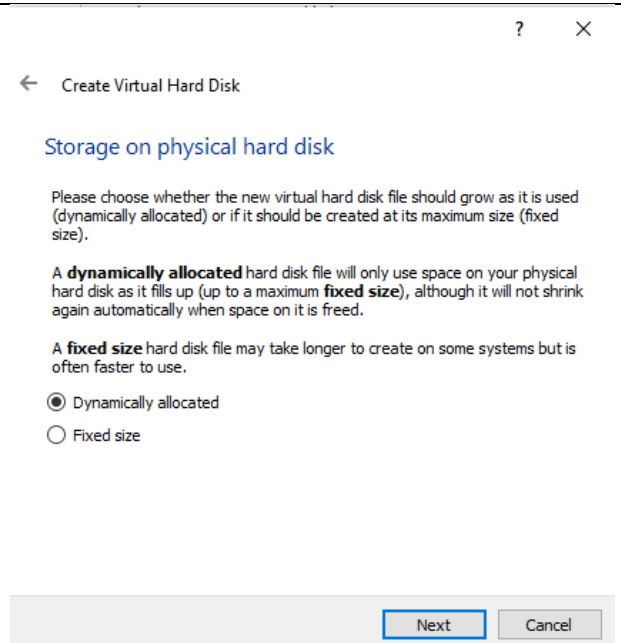 ?
Create Virtual Hard Disk
Storage on physical hard disk
Please choose whether the new virtual hard disk file should grow as it is used
(dynamically allocated) or if it should be created at its maximum size (fixed
size).
A dynamically allocated hard disk file will only use space on your physical
hard disk as it fills up (up to a maximum fixed size), although it will not shrink
again automatically when space on it is freed.
A fixed size hard disk file may take longer to create on some systems but is
often faster to use.
Dynamically allocated
Fixed size
Next Cancel